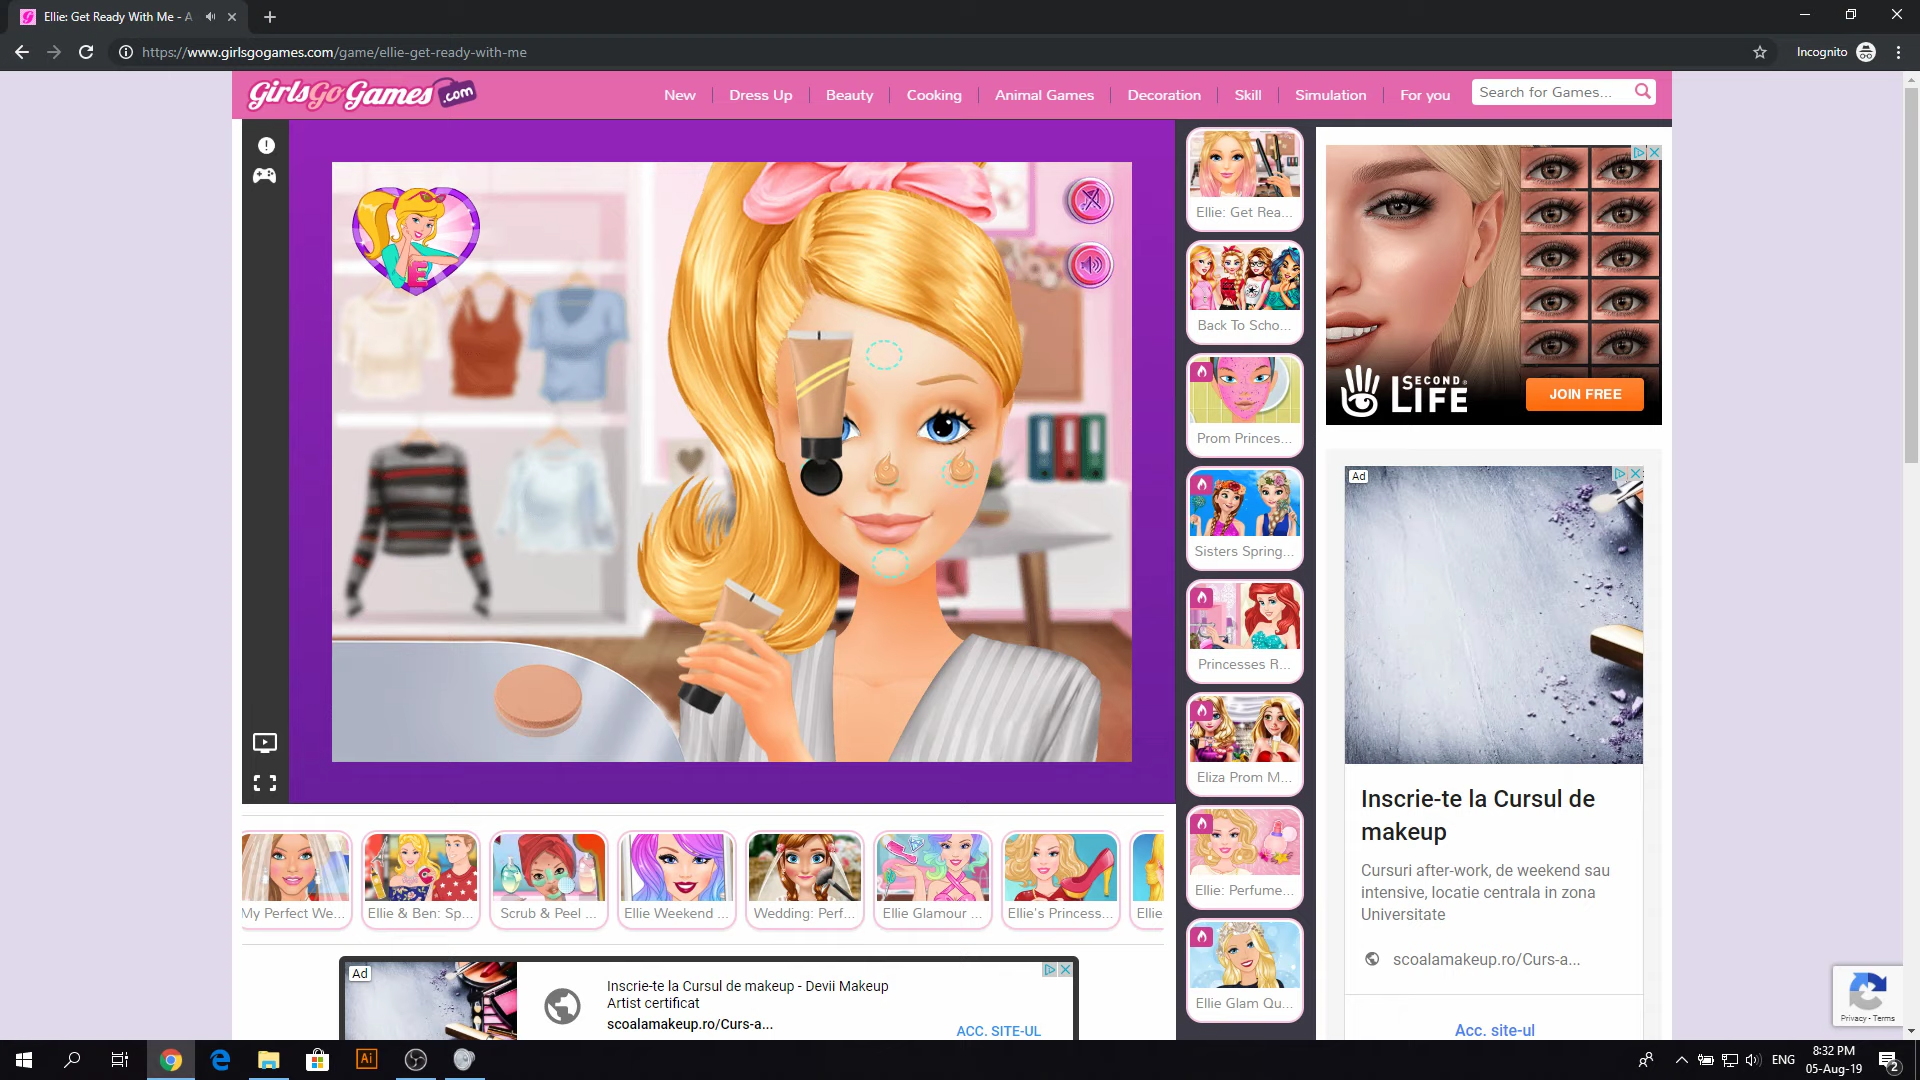 Ellie: Get Ready With Me - A
https://www.girlsgogames.com/game/ellie-get-ready-with-me
Incognito
GirlsGoGames.com
New
Dress Up
Beauty
Cooking
Animal Games
Decoration
Skill
Simulation
For you
Search for Games...
E
Ellie: Get Rea...
Back To Scho...
Prom Princes...
Sisters Spring...
Princesses R...
Eliza Prom M...
Ellie: Perfume...
Ellie Glam Qu...
SECOND LIFE
JOIN FREE
Ad
Inscrie-te la Cursul de
makeup
Cursuri after-work, de weekend sau
intensive, locatie centrala in zona
Universitate
scoalamakeup.ro/Curs-a...
Acc. site-ul
My Perfect We...
Ellie & Ben: Sp...
Scrub & Peel ...
Ellie Weekend ...
Wedding: Perf...
Ellie Glamour ...
Ellie's Princess...
Ellie
Ad
Inscrie-te la Cursul de makeup - Devii Makeup
Artist certificat
scoalamakeup.ro/Curs-a...
ACC. SITE-UL
Privacy - Terms
Ai
ENG
8:32 PM
05-Aug-19
2